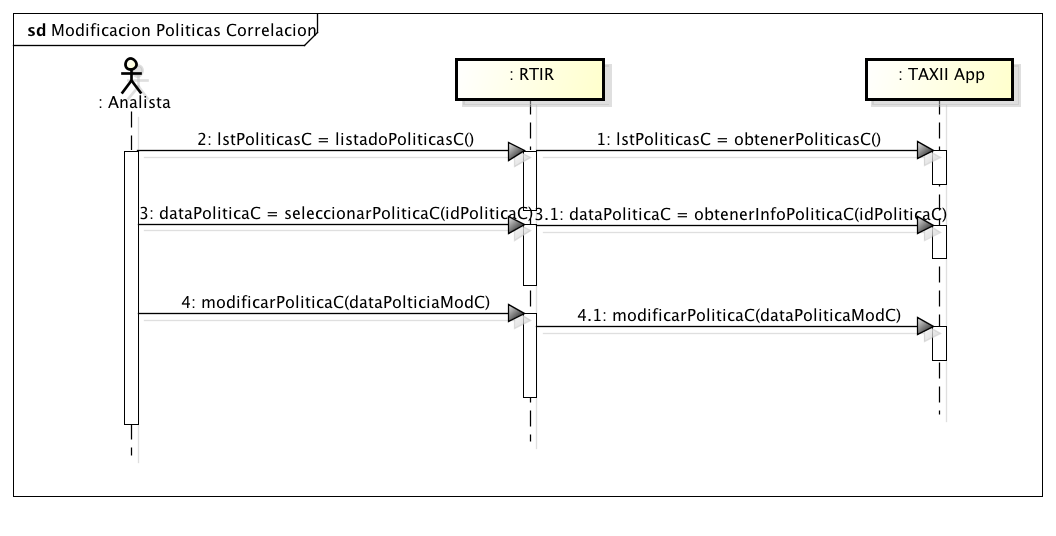 sd Modificacion Politicas Correlacion
: Analista
: RTIR
: TAXII App
2: lstPoliticasC = listadoPoliticasC()
1: lstPoliticasC = obtenerPoliticasC()
3: dataPoliticaC = seleccionarPoliticaC(idPoliticaC)
3.1: dataPoliticaC = obtenerInfoPoliticaC(idPoliticaC)
4: modificarPoliticaC(dataPolticiaModC)
4.1: modificarPoliticaC(dataPoliticaModC)